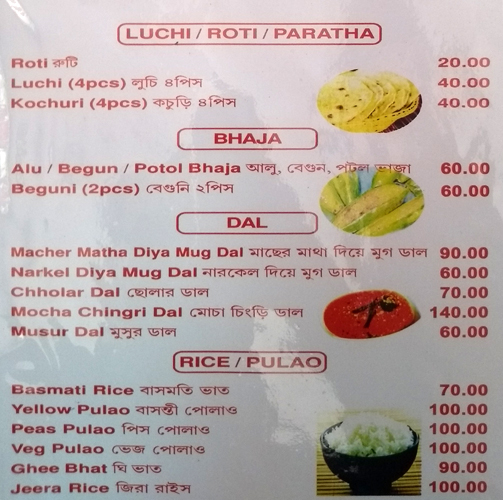 LUCHI / ROTI / PARATHA
Roti রুটি 20.00
Luchi (4pcs) লুচি ৪পিস 40.00
Kochuri (4pcs) কচুড়ি ৪পিস 40.00
BHAJA
Alu / Begun / Potol Bhaja আলু, বেগুন, পটল ভাজা 60.00
Beguni (2pcs) বেগুনি ২পিস 60.00
DAL
Macher Matha Diya Mug Dal মাছের মাথা দিয়ে মুগ ডাল 90.00
Narkel Diya Mug Dal নারকেল দিয়ে মুগ ডাল 60.00
Chholar Dal ছোলার ডাল 70.00
Mocha Chingri Dal মোচা চিংড়ি ডাল 140.00
Musur Dal মুসুর ডাল 60.00
RICE / PULAO
Basmati Rice বাসমতি ভাত 70.00
Yellow Pulao বাসন্তী পোলাও 100.00
Peas Pulao পিস পোলাও 100.00
Veg Pulao ভেজ পোলাও 100.00
Ghee Bhat ঘি ভাত 90.00
Jeera Rice জিরা রাইস 100.00